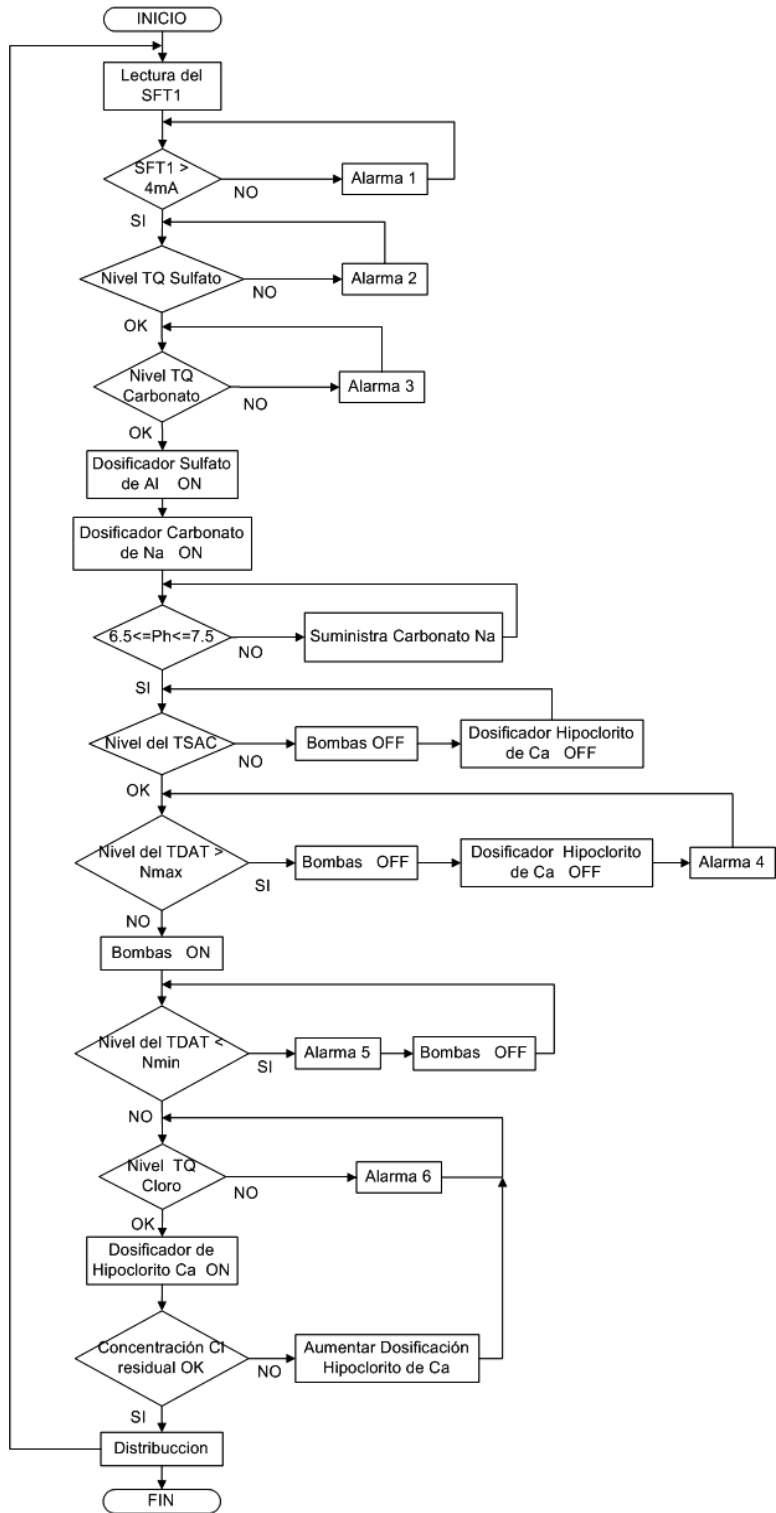 INICIO
Lectura del
SFT1
SFT1 >
4mA
NO
Alarma 1
SI
Nivel TQ Sulfato
NO
Alarma 2
OK
Nivel TQ
Carbonato
NO
Alarma 3
OK
Dosificador Sulfato
de Al ON
Dosificador Carbonato
de Na ON
6.5<=Ph<=7.5
NO
Suministra Carbonato Na
SI
Nivel del TSAC
NO
Bombas OFF
Dosificador Hipoclorito
de Ca OFF
OK
Nivel del TDAT >
Nmax
SI
Bombas OFF
Dosificador Hipoclorito
de Ca OFF
Alarma 4
NO
Bombas ON
Nivel del TDAT <
Nmin
SI
Alarma 5
Bombas OFF
NO
Nivel TQ
Cloro
NO
Alarma 6
OK
Dosificador de
Hipoclorito Ca ON
Concentración Cl
residual OK
NO
Aumentar Dosificación
Hipoclorito de Ca
SI
Distribuccion
FIN